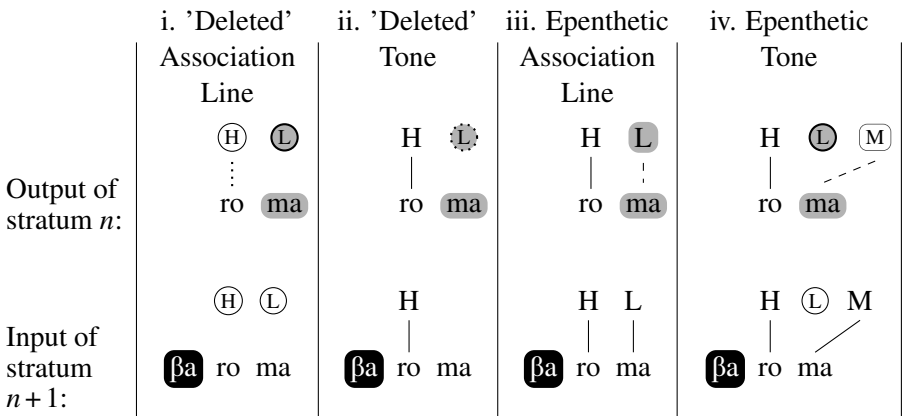 i. 'Deleted' Association Line
ii. 'Deleted' Tone
iii. Epenthetic Association Line
iv. Epenthetic Tone
H L H L H L H L M
Output of stratum n:
ro ma ro ma ro ma ro ma
H L H H L H L M
Input of stratum n+1:
βa ro ma βa ro ma βa ro ma βa ro ma